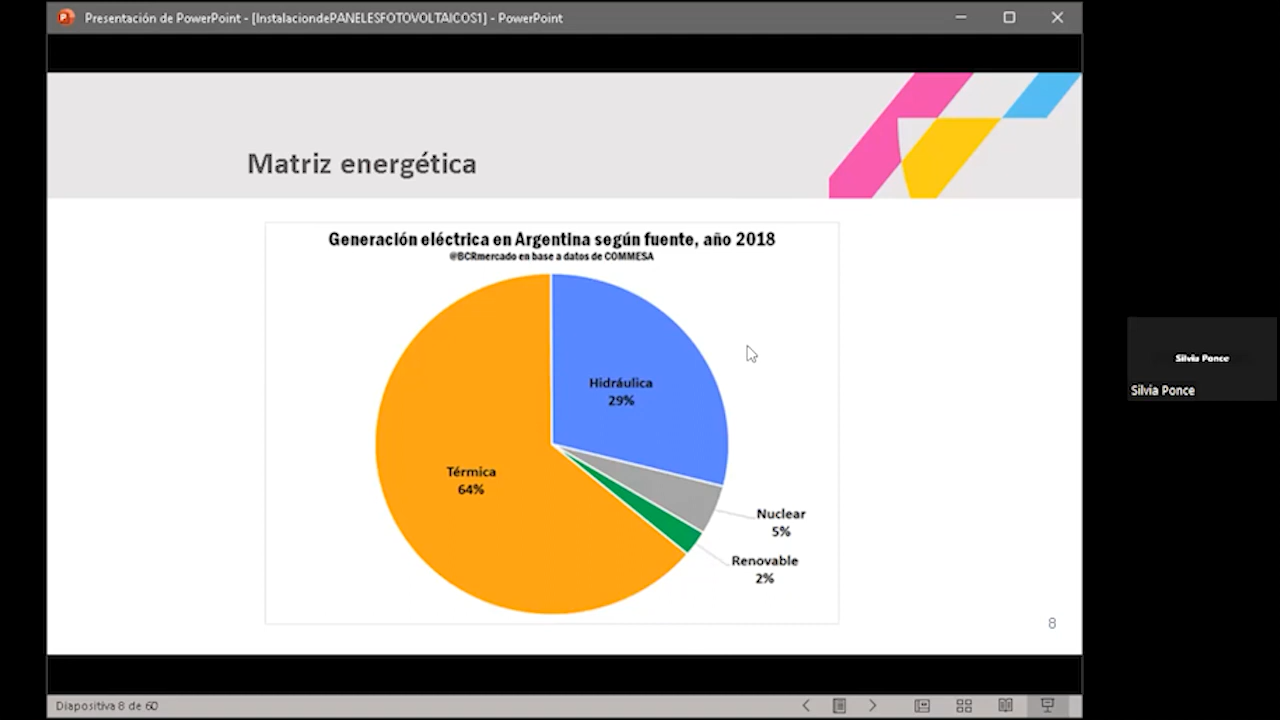 Presentación de PowerPoint - [InstalaciondePANELESFOTOVOLTAICOS1] - PowerPoint
Matriz energética
Generación eléctrica en Argentina según fuente, año 2018
@BCRmercado en base a datos de COMMESA
Hidráulica
29%
Térmica
64%
Nuclear
5%
Renovable
2%
8
Silvia Ponce
Silvia Ponce
Diapositiva 8 de 60